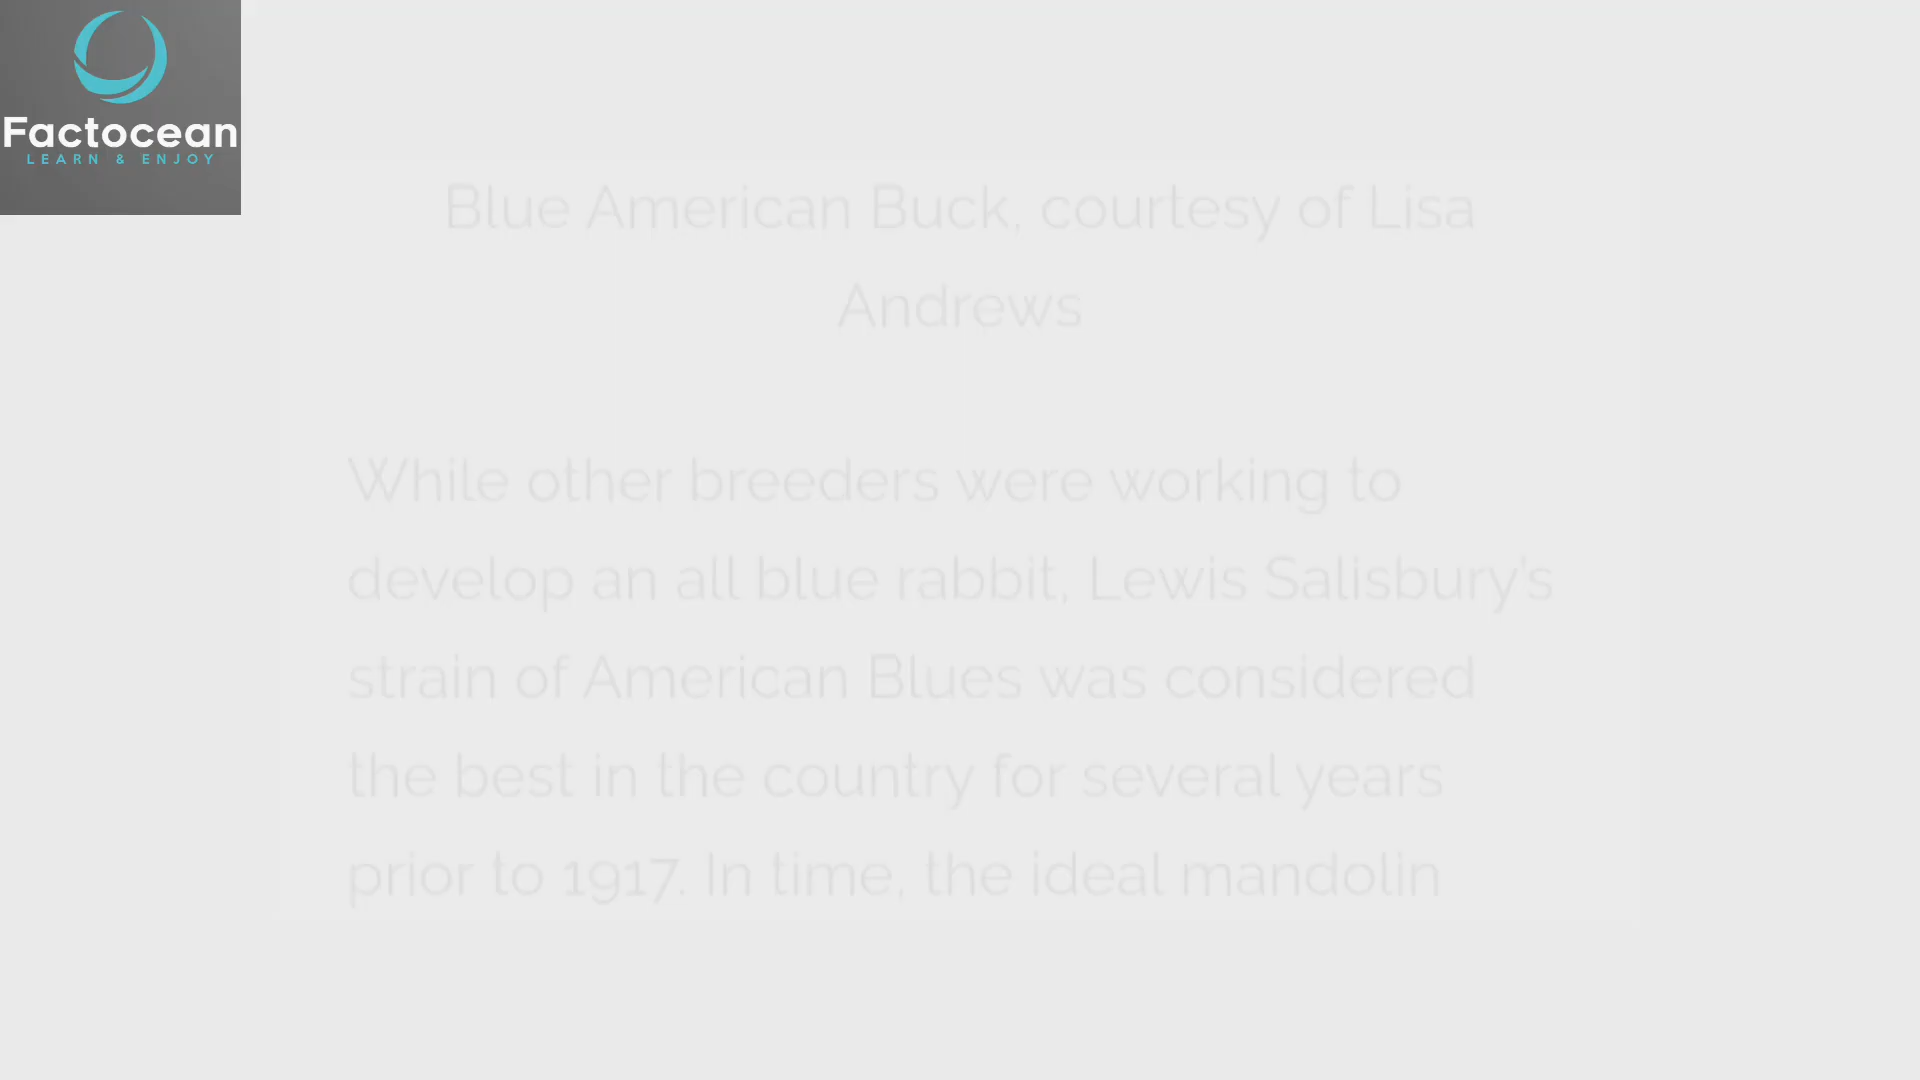 Factocean
LEARN & ENJOY
Blue American Buck, courtesy of Lisa
Andrews
While other breeders were working to
develop an all blue rabbit, Lewis Salisbury's
strain of American Blues was considered
the best in the country for several years
prior to 1917. In time, the ideal mandolin